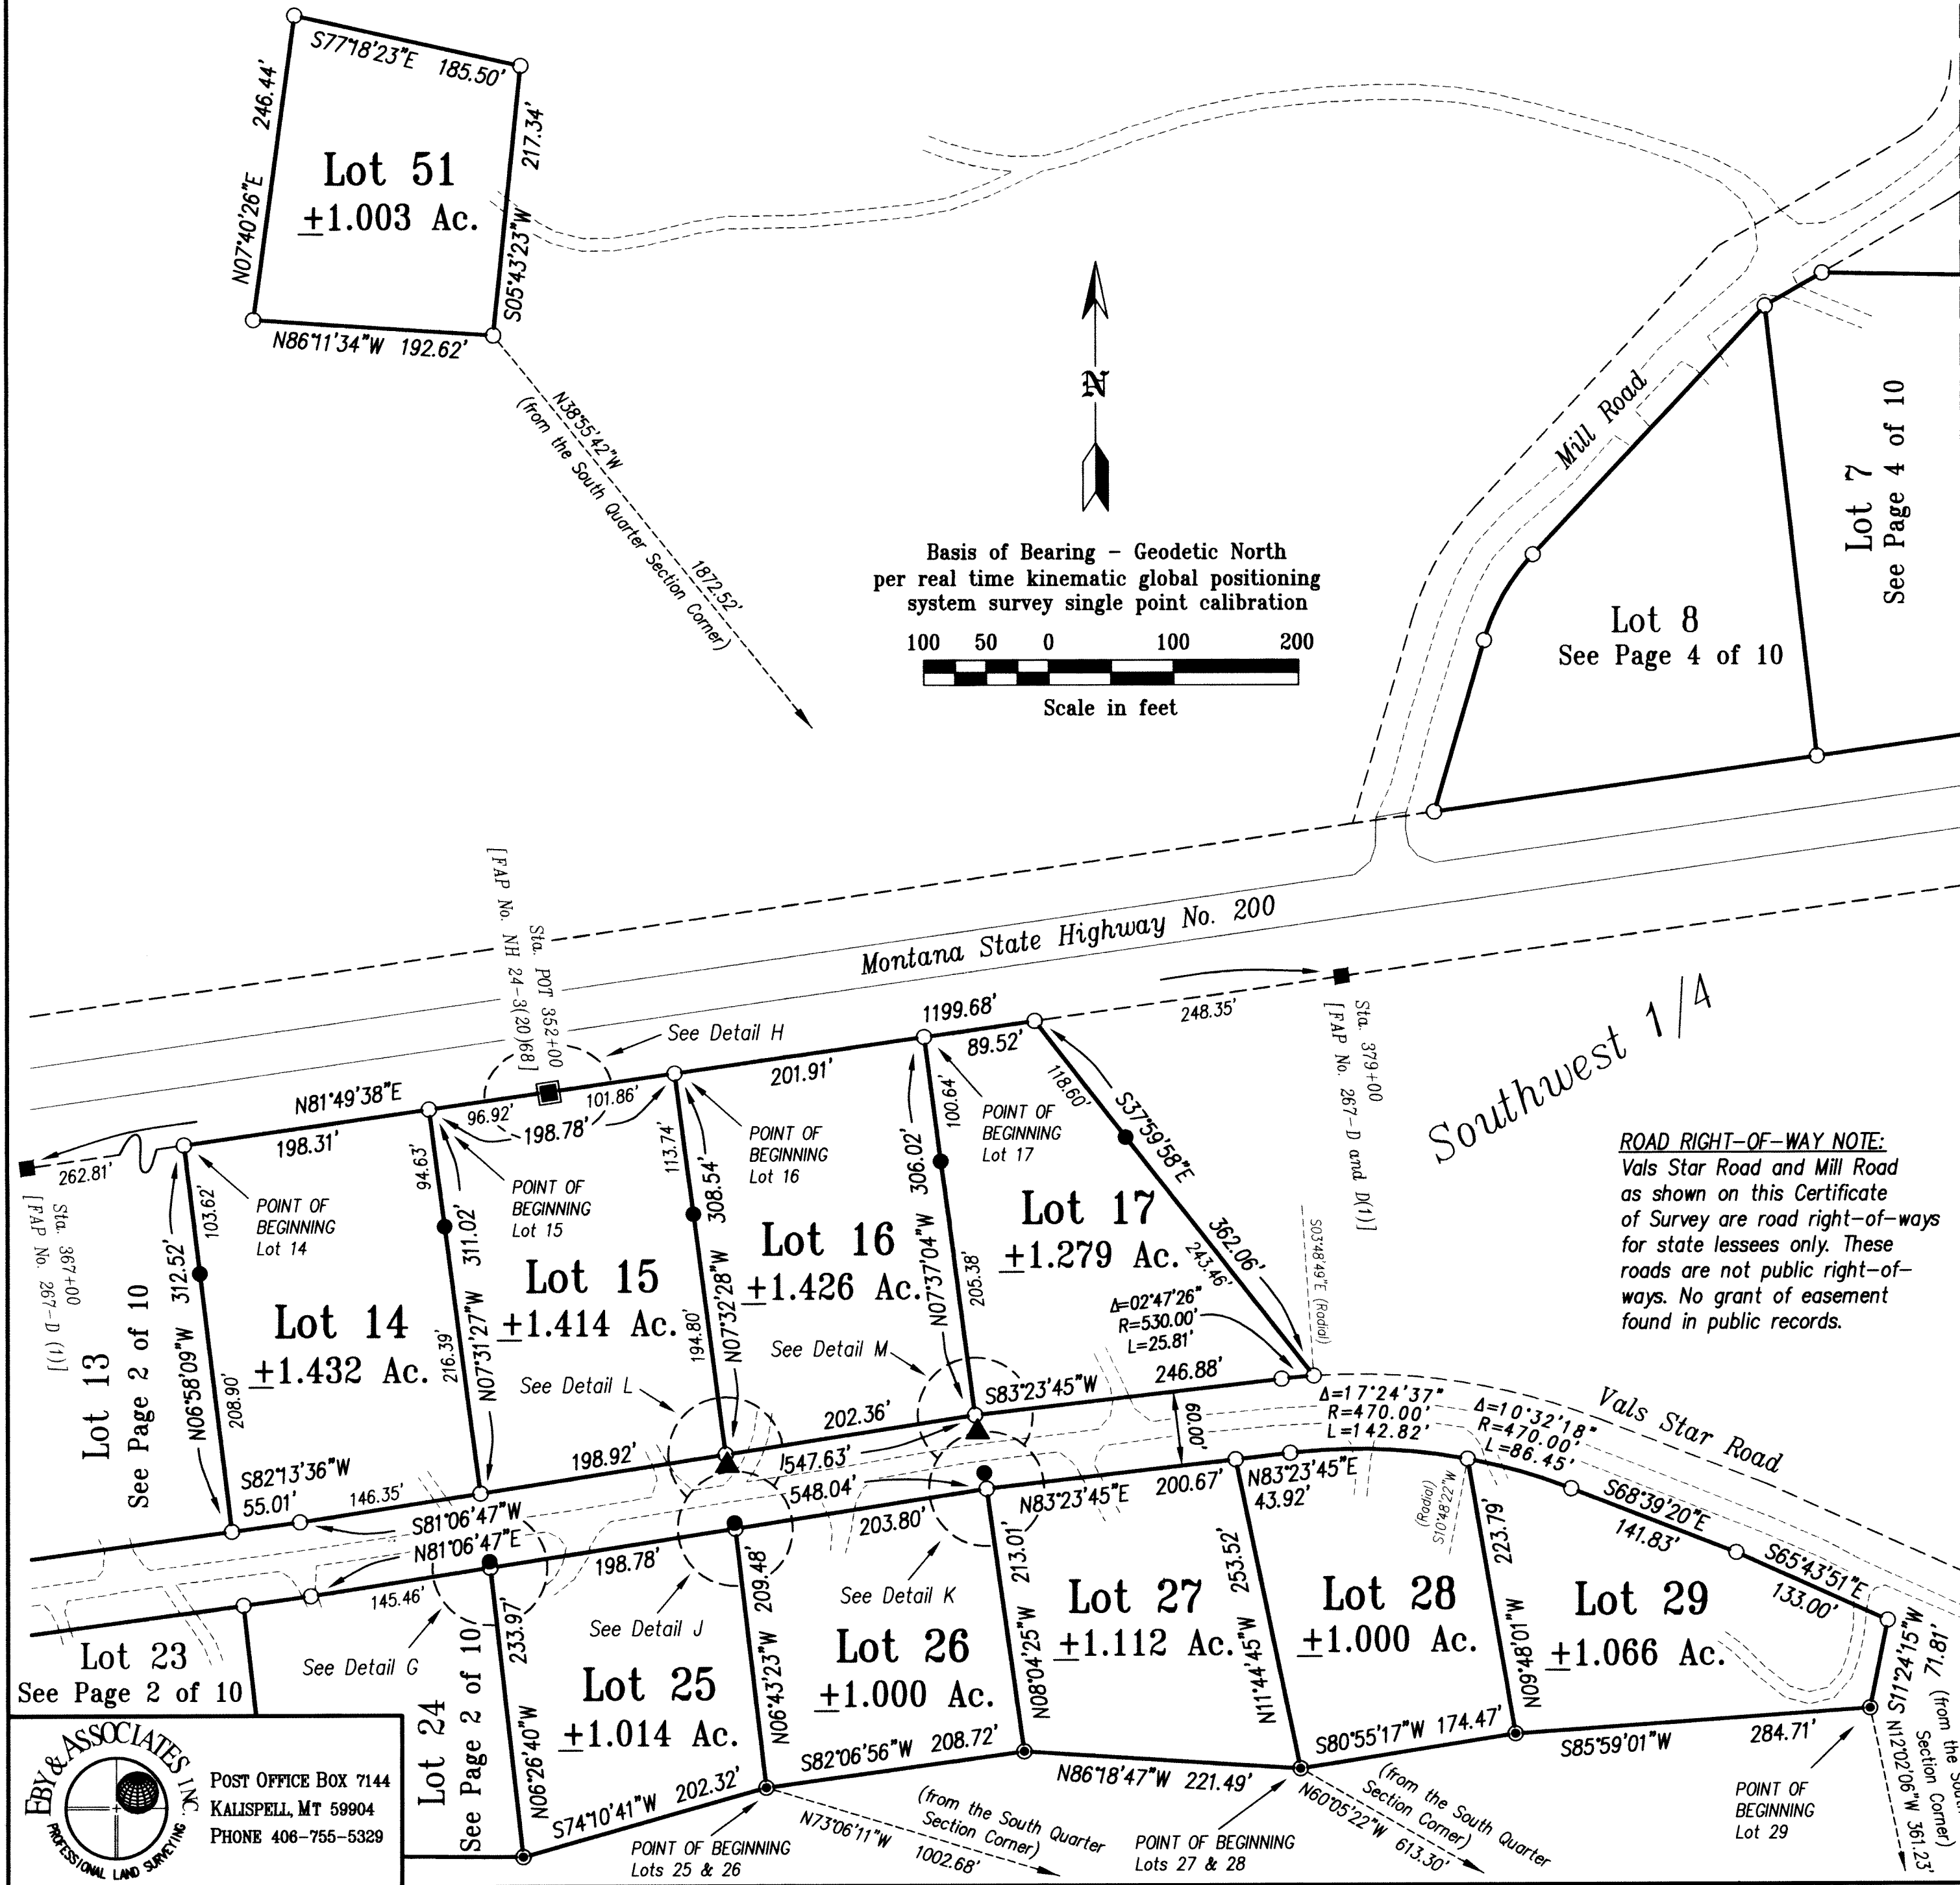 S77°18'23"E 185.50'
246.44'
N07°40'26"E
Lot 51
±1.003 Ac.
217.34'
S05°43'23"W
N86°11'34"W 192.62'
N38°55'42"W 1872.52'
(from the South Quarter Section Corner)
N
Basis of Bearing - Geodetic North
per real time kinematic global positioning
system survey single point calibration
100 50 0 100 200
Scale in feet
Mill Road
Lot 7
See Page 4 of 10
Lot 8
See Page 4 of 10
Montana State Highway No. 200
Sta. POT 352+00
[FAP No. NH 24-3(20)68]
See Detail H
1199.68'
248.35'
Sta. 379+00
[FAP No. 267-D and D(1)]
Southwest 1/4
262.81'
Sta. 367+00
[FAP No. 267-D (1)]
N81°49'38"E
198.31'
96.92'
101.86'
198.78'
201.91'
89.52'
Lot 13
See Page 2 of 10
N06°58'09"W 312.52'
103.62'
208.90'
POINT OF
BEGINNING
Lot 14
Lot 14
±1.432 Ac.
94.63'
216.39'
N07°31'27"W 311.02'
POINT OF
BEGINNING
Lot 15
Lot 15
±1.414 Ac.
113.74'
194.80'
N07°32'28"W 308.54'
POINT OF
BEGINNING
Lot 16
Lot 16
±1.426 Ac.
N07°37'04"W 306.02'
100.64'
205.38'
POINT OF
BEGINNING
Lot 17
Lot 17
±1.279 Ac.
118.60'
S37°59'58"E 362.06'
243.46'
S03°48'49"E (Radial)
Δ=02°47'26"
R=530.00'
L=25.81'
ROAD RIGHT-OF-WAY NOTE:
Vals Star Road and Mill Road
as shown on this Certificate
of Survey are road right-of-ways
for state lessees only. These
roads are not public right-of-
ways. No grant of easement
found in public records.
See Detail L
See Detail M
S82°13'36"W
55.01'
146.35'
S81°06'47"W
198.92'
202.36'
547.63'
S83°23'45"W
246.88'
60.00'
N81°06'47"E
145.46'
198.78'
548.04'
203.80'
N83°23'45"E 200.67'
N83°23'45"E
43.92'
Δ=17°24'37"
R=470.00'
L=142.82'
Δ=10°32'18"
R=470.00'
L=86.45'
Vals Star Road
S68°39'20"E
141.83'
S65°43'51"E
133.00'
(Radial)
S10°48'22"W
Lot 23
See Page 2 of 10
See Detail G
Lot 24
See Page 2 of 10
N06°26'40"W 233.97'
See Detail J
Lot 25
±1.014 Ac.
S74°10'41"W 202.32'
N06°43'23"W 209.48'
See Detail K
Lot 26
±1.000 Ac.
S82°06'56"W 208.72'
N08°04'25"W 213.01'
Lot 27
±1.112 Ac.
N86°18'47"W 221.49'
N11°44'45"W 253.52'
Lot 28
±1.000 Ac.
S80°55'17"W 174.47'
N09°48'01"W 223.79'
Lot 29
±1.066 Ac.
S85°59'01"W 284.71'
S11°24'15"W 71.81'
N12°02'06"W 361.23'
(from the South
Section Corner)
POINT OF
BEGINNING
Lot 29
POINT OF BEGINNING
Lots 25 & 26
N73°06'11"W 1002.68'
(from the South Quarter
Section Corner)
POINT OF BEGINNING
Lots 27 & 28
N60°05'22"W 613.30'
(from the South Quarter
Section Corner)
EBY & ASSOCIATES INC.
PROFESSIONAL LAND SURVEYING
POST OFFICE BOX 7144
KALISPELL, MT 59904
PHONE 406-755-5329